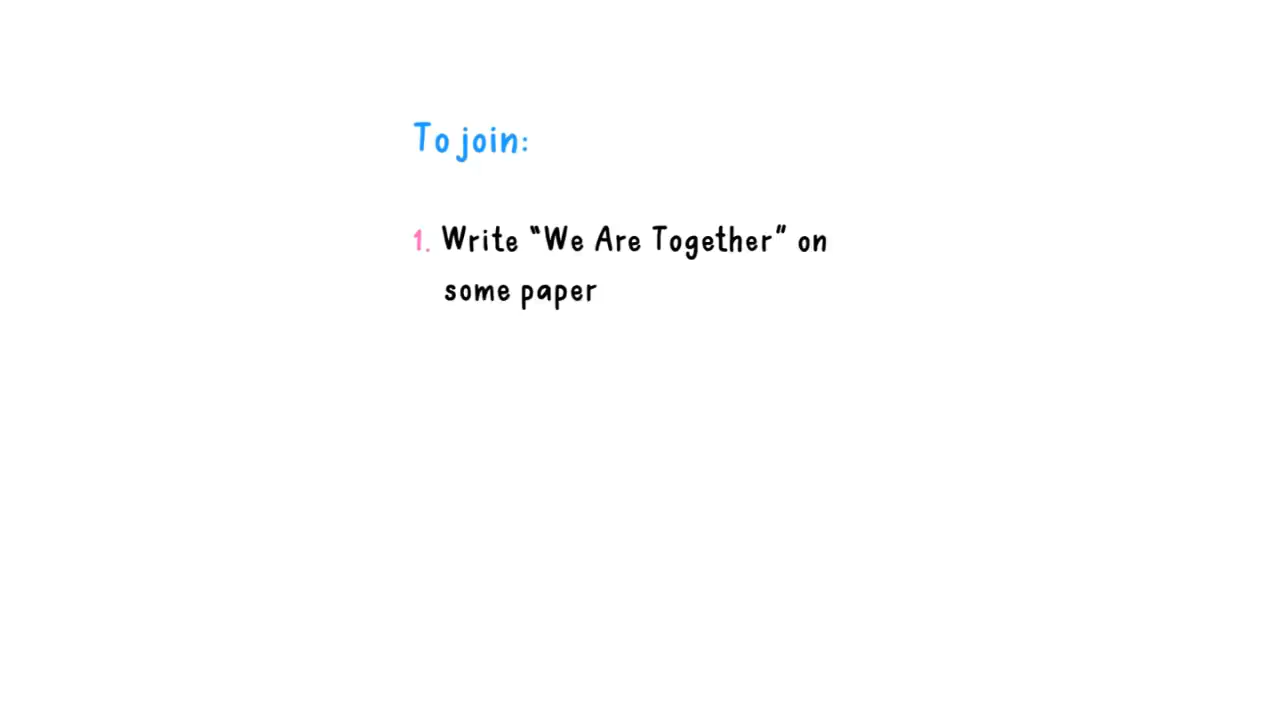 To join:
1. Write “We Are Together” on
some paper